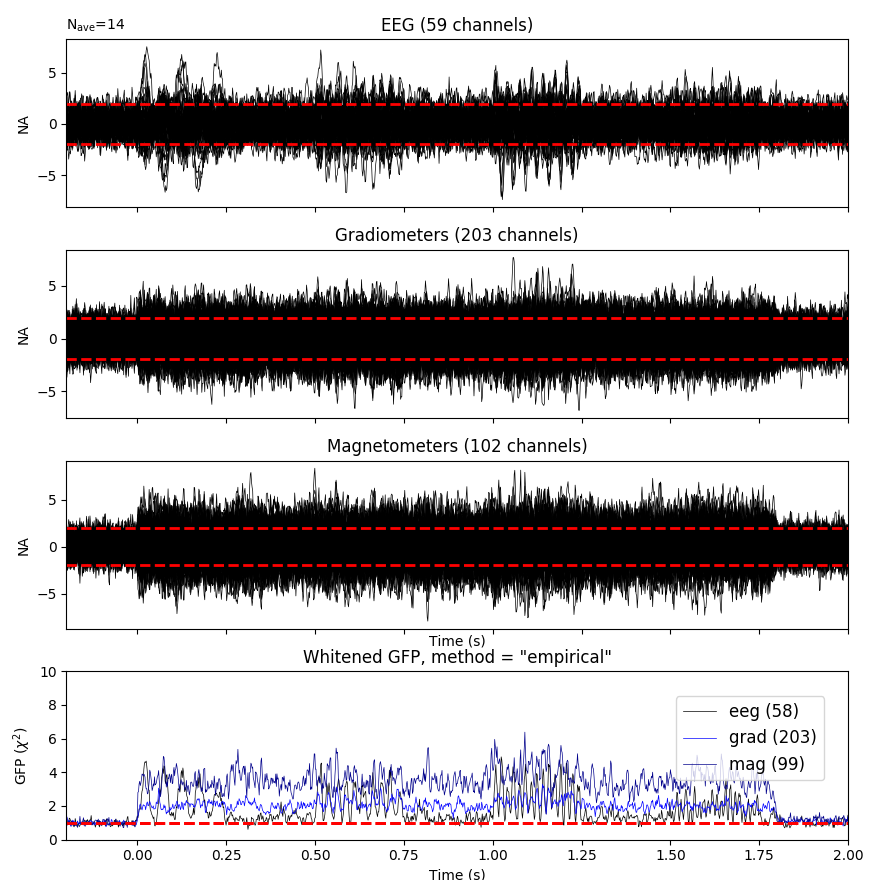 N_ave=14
EEG (59 channels)
5
0
−5
NA
Gradiometers (203 channels)
5
0
−5
NA
Magnetometers (102 channels)
5
0
−5
NA
Time (s)
Whitened GFP, method = "empirical"
10
8
6
4
2
0
GFP (χ²)
eeg (58)
grad (203)
mag (99)
0.00 0.25 0.50 0.75 1.00 1.25 1.50 1.75 2.00
Time (s)